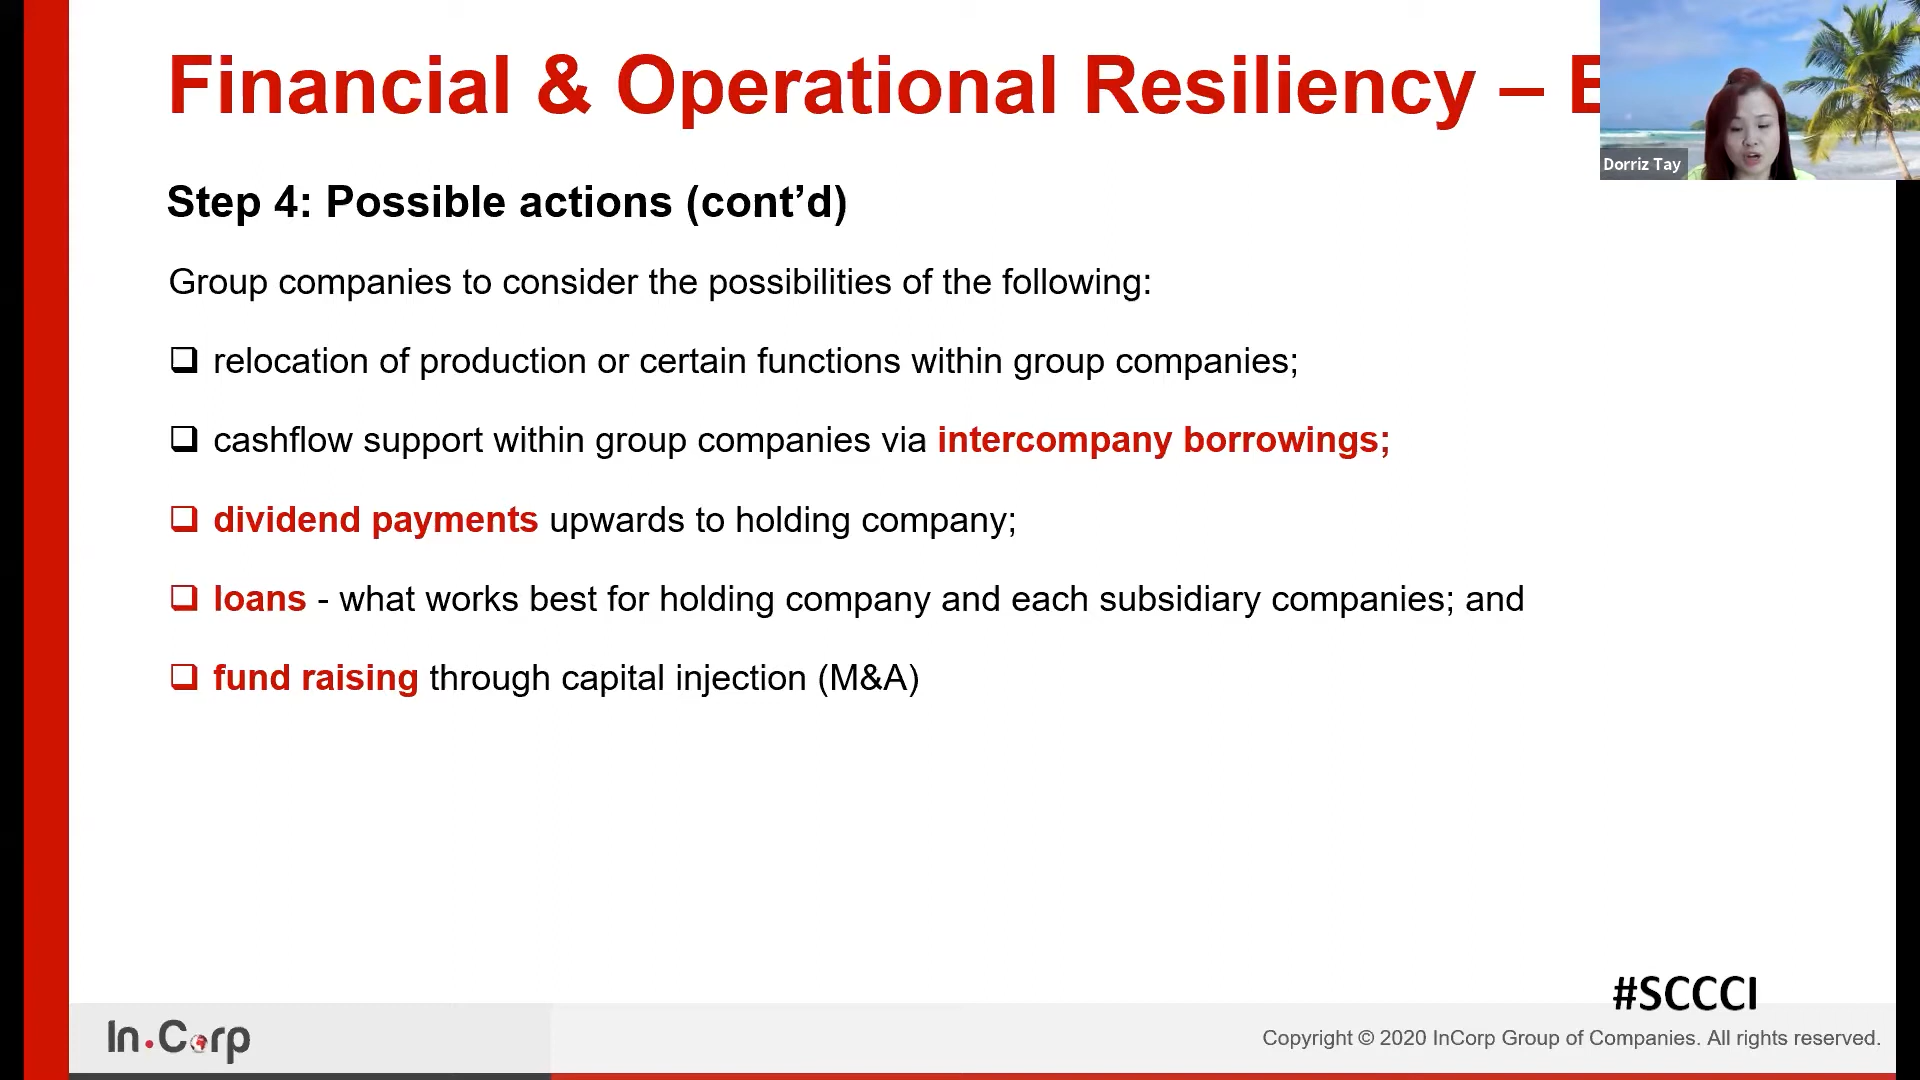 Financial & Operational Resiliency –
Dorriz Tay
Step 4: Possible actions (cont’d)
Group companies to consider the possibilities of the following:
❑ relocation of production or certain functions within group companies;
❑ cashflow support within group companies via intercompany borrowings;
❑ dividend payments upwards to holding company;
❑ loans - what works best for holding company and each subsidiary companies; and
❑ fund raising through capital injection (M&A)
#SCCCI
In.Corp
Copyright © 2020 InCorp Group of Companies. All rights reserved.